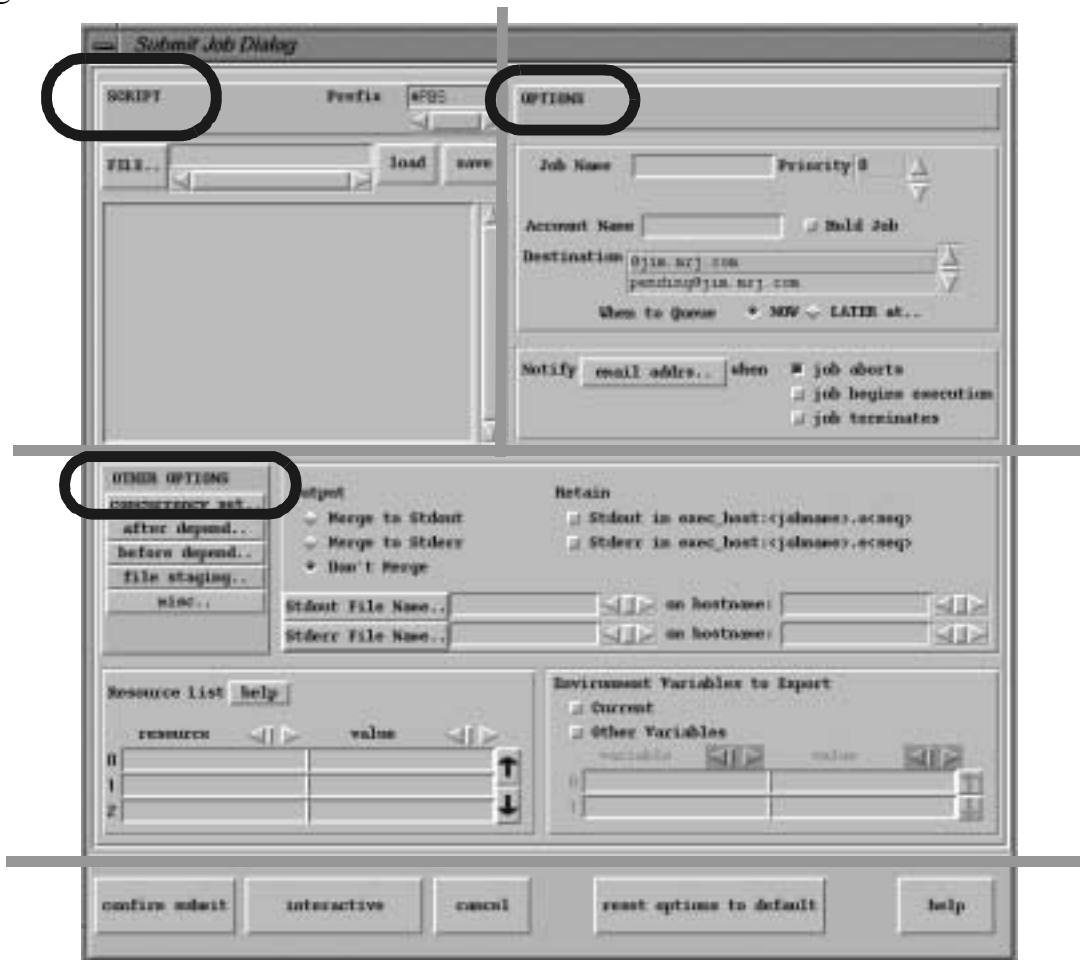 Submit Job Dialog
SCRIPT Prefix #PBS
FILE.. load save
OPTIONS
Job Name Priority 0
Account Name Hold Job
Destination @jim.mrj.com
pending@jim.mrj.com
When to Queue NOW LATER at..
Notify email addrs.. when job aborts
job begins execution
job terminates
OTHER OPTIONS
concurrency set..
after depend..
before depend..
file staging..
misc..
Output
Merge to Stdout
Merge to Stderr
Don't Merge
Retain
Stdout in exec_host:<jobname>.o<seq>
Stderr in exec_host:<jobname>.e<seq>
Stdout File Name.. on hostname:
Stderr File Name.. on hostname:
Resource List help
resource value
0
1
2
Environment Variables to Export
Current
Other Variables
variable value
0
1
confirm submit interactive cancel reset options to default help